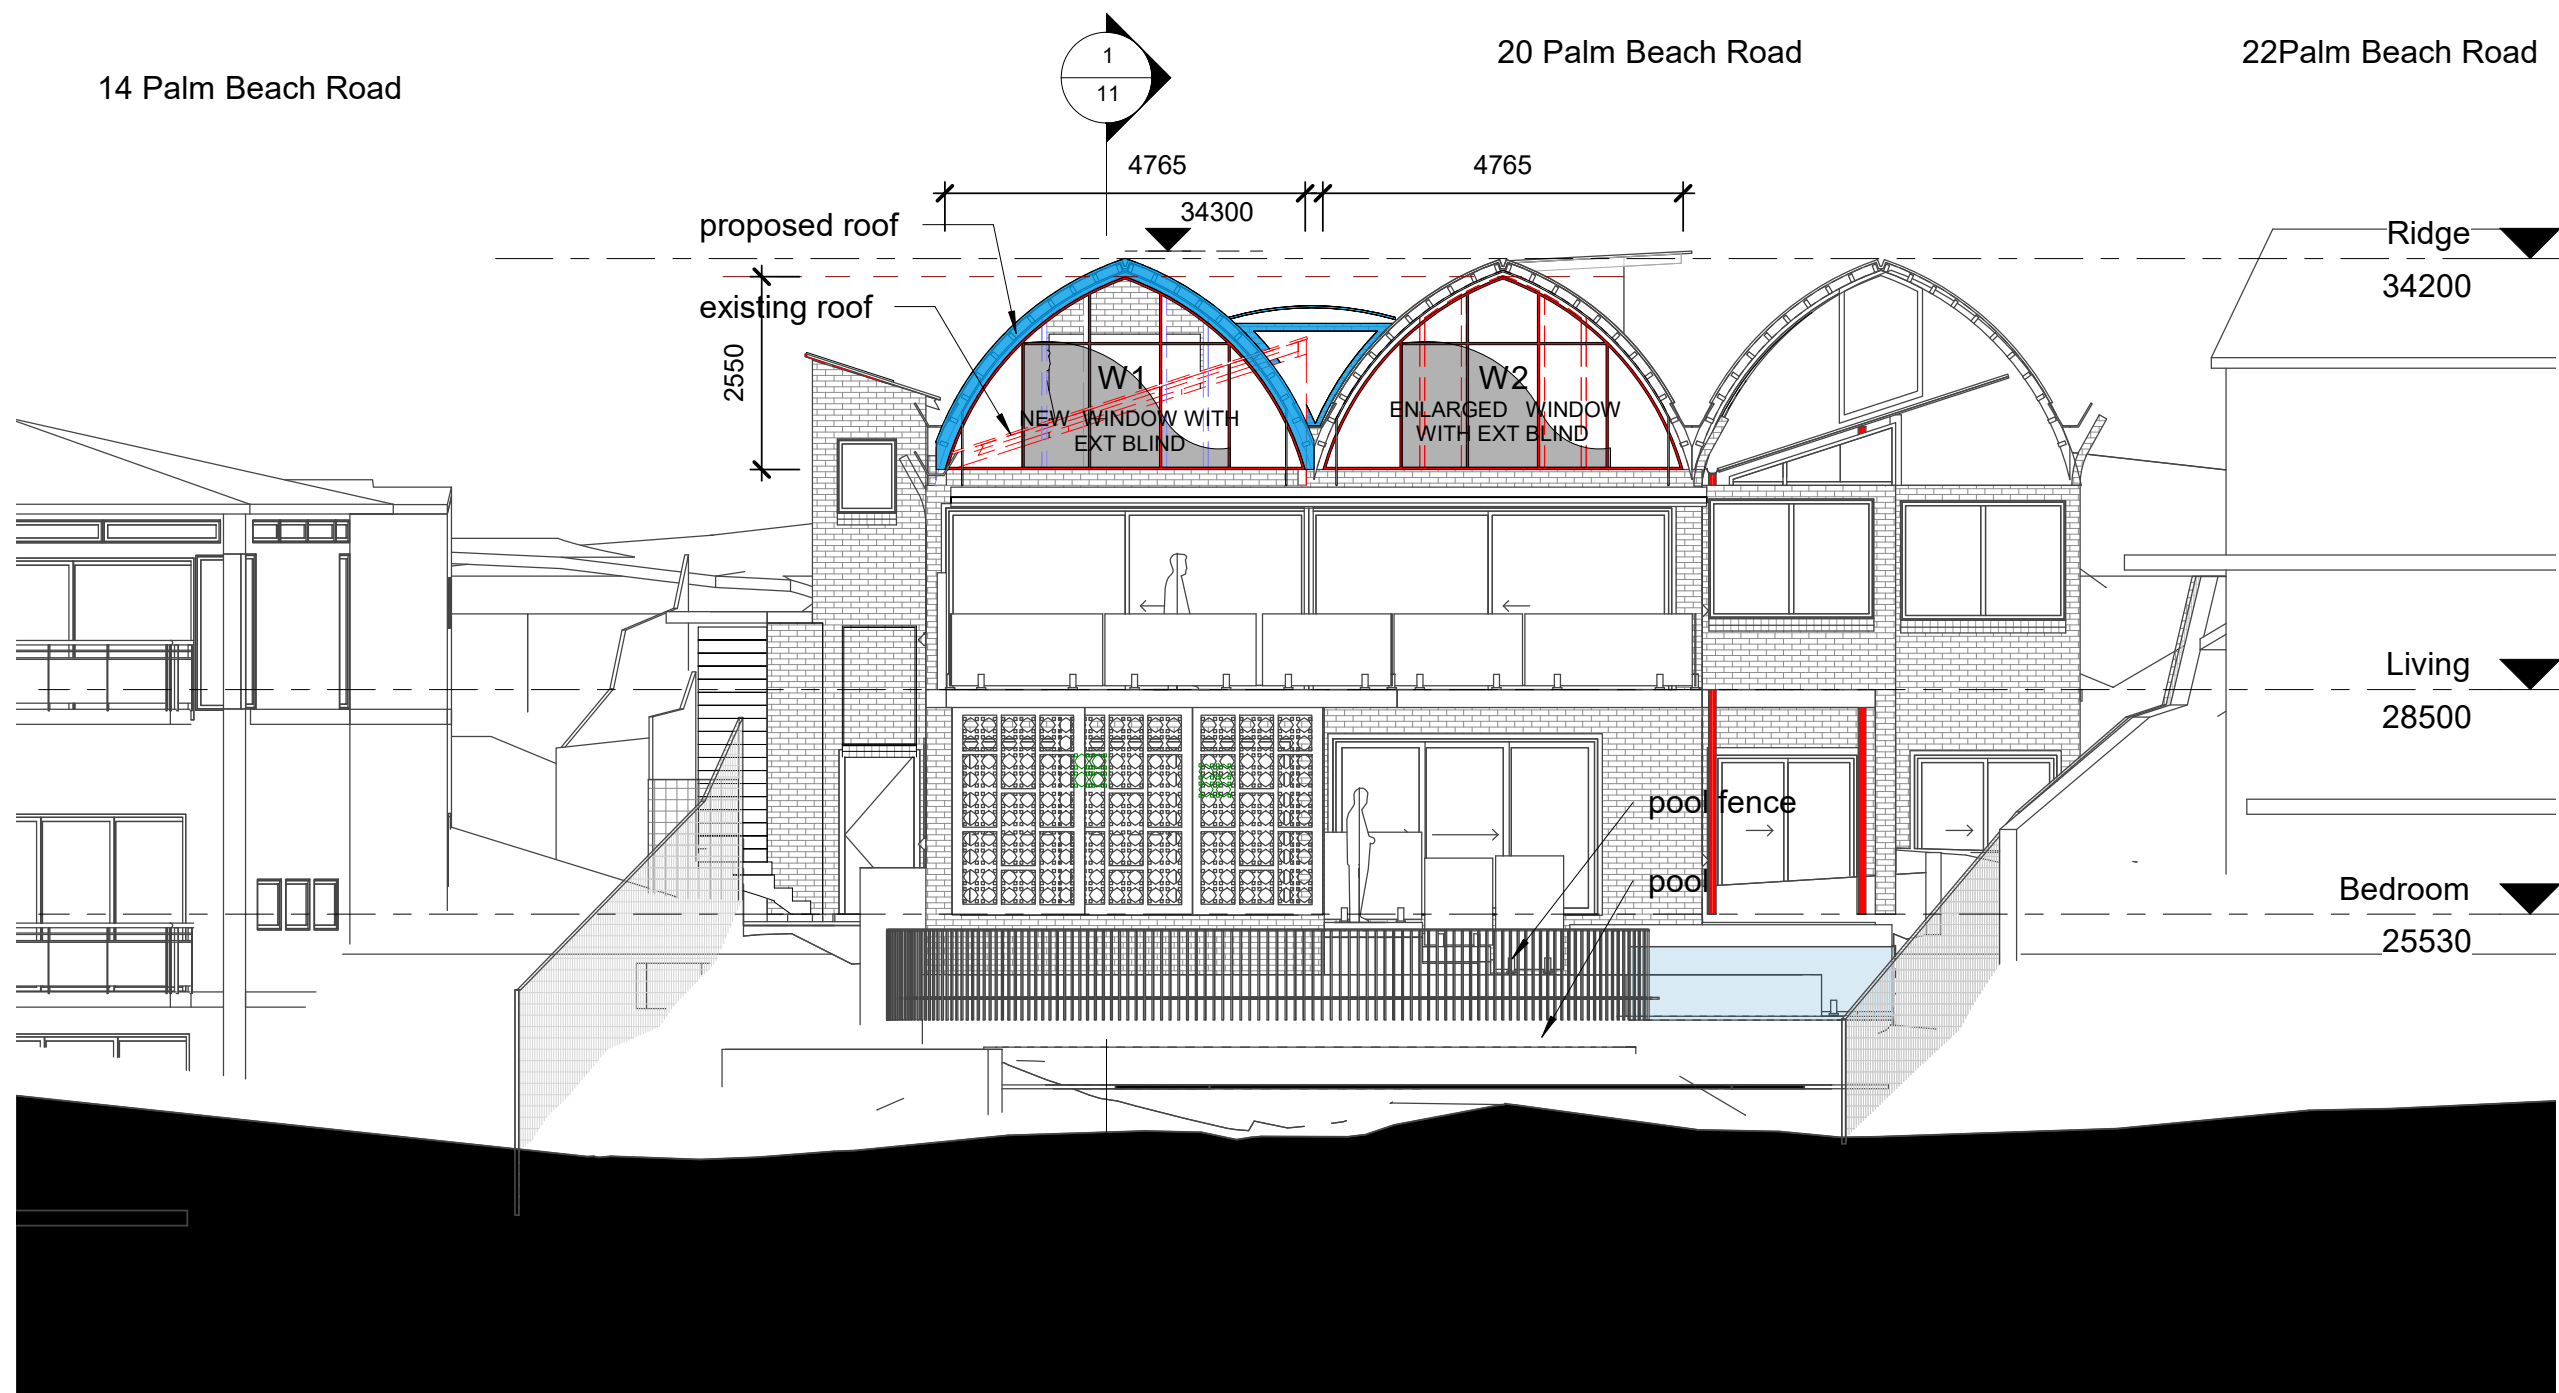 1
11
20 Palm Beach Road
22Palm Beach Road
14 Palm Beach Road
4765
4765
34300
proposed roof
Ridge
34200
existing roof
2550
W1
NEW WINDOW WITH
EXT BLIND
W2
ENLARGED WINDOW
WITH EXT BLIND
Living
28500
pool fence
pool
Bedroom
25530